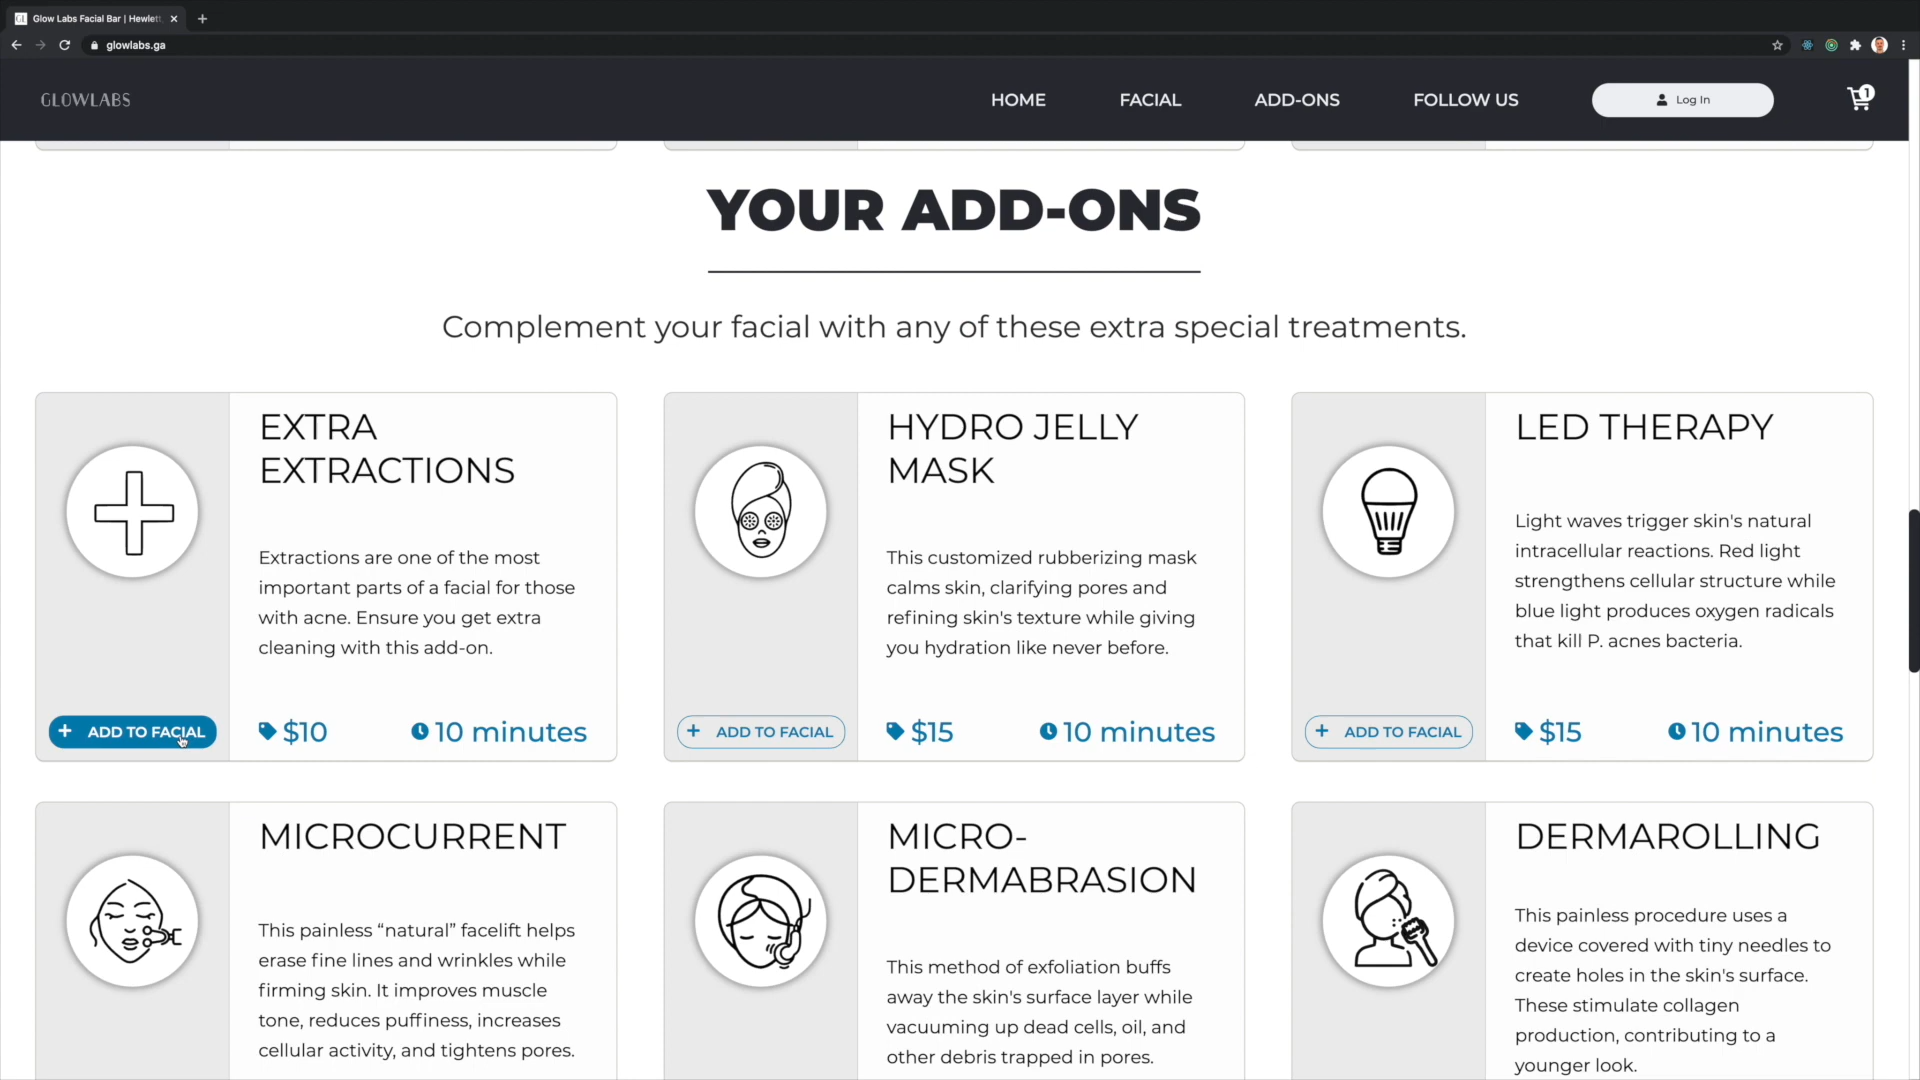 Glow Labs Facial Bar | Hewlett
glowlabs.ga
GLOWLABS
HOME
FACIAL
ADD-ONS
FOLLOW US
Log In
1
YOUR ADD-ONS
Complement your facial with any of these extra special treatments.
EXTRA
EXTRACTIONS
Extractions are one of the most
important parts of a facial for those
with acne. Ensure you get extra
cleaning with this add-on.
+ ADD TO FACIAL
$10
10 minutes
HYDRO JELLY
MASK
This customized rubberizing mask
calms skin, clarifying pores and
refining skin's texture while giving
you hydration like never before.
+ ADD TO FACIAL
$15
10 minutes
LED THERAPY
Light waves trigger skin's natural
intracellular reactions. Red light
strengthens cellular structure while
blue light produces oxygen radicals
that kill P. acnes bacteria.
+ ADD TO FACIAL
$15
10 minutes
MICROCURRENT
This painless “natural” facelift helps
erase fine lines and wrinkles while
firming skin. It improves muscle
tone, reduces puffiness, increases
cellular activity, and tightens pores.
MICRO-
DERMABRASION
This method of exfoliation buffs
away the skin's surface layer while
vacuuming up dead cells, oil, and
other debris trapped in pores.
DERMAROLLING
This painless procedure uses a
device covered with tiny needles to
create holes in the skin's surface.
These stimulate collagen
production, contributing to a
younger look.